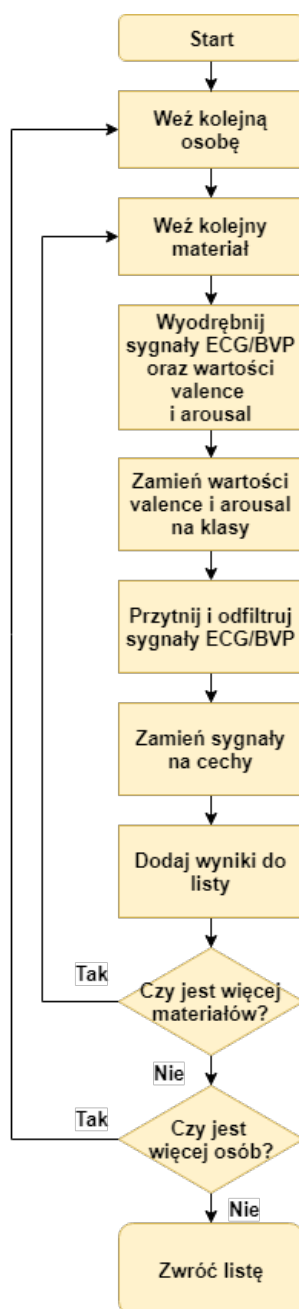 Start
Weź kolejną
osobę
Weź kolejny
materiał
Wyodrębnij
sygnały ECG/BVP
oraz wartości
valence
i arousal
Zamień wartości
valence i arousal
na klasy
Przytnij i odfiltruj
sygnały ECG/BVP
Zamień sygnały
na cechy
Dodaj wyniki do
listy
Tak
Czy jest więcej
materiałów?
Nie
Tak
Czy jest
więcej osób?
Nie
Zwróć listę